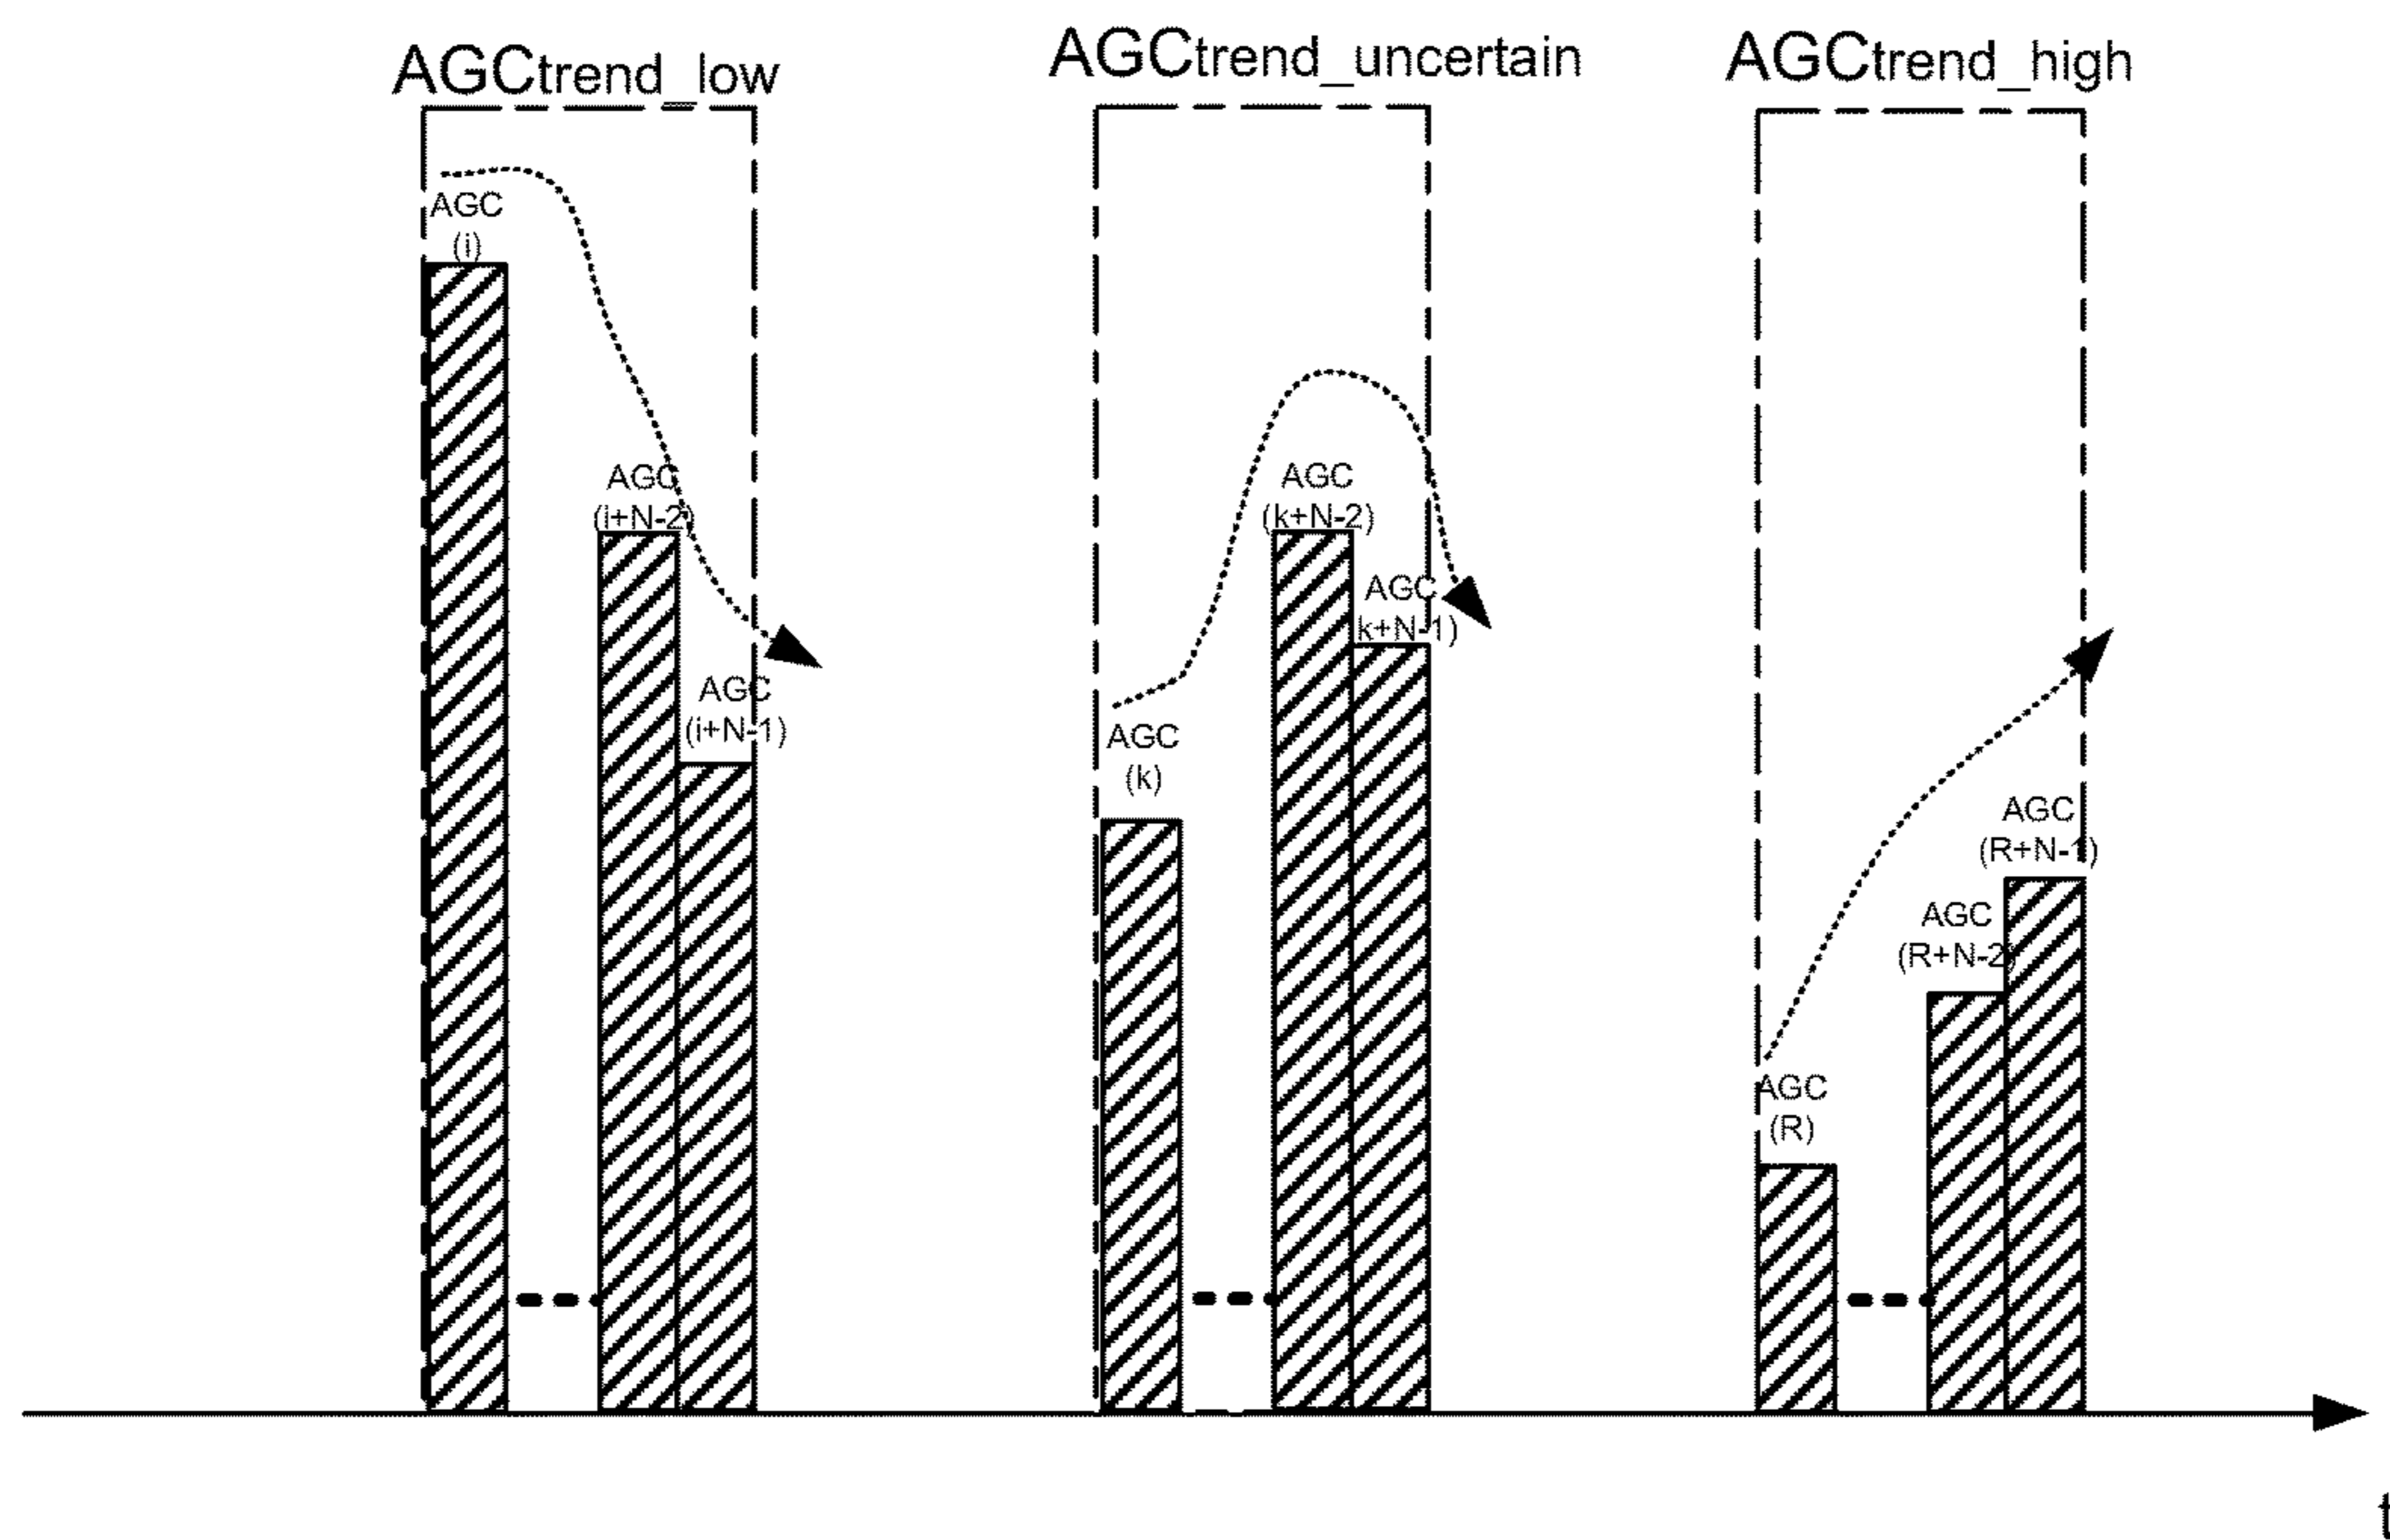 AGCtrend_low
AGCtrend_uncertain
AGCtrend_high
AGC
(i)
AGC
(i+N-2)
AGC
(i+N-1)
AGC
(k)
AGC
(k+N-2)
AGC
k+N-1)
AGC
(R)
AGC
(R+N-2)
AGC
(R+N-1)
t